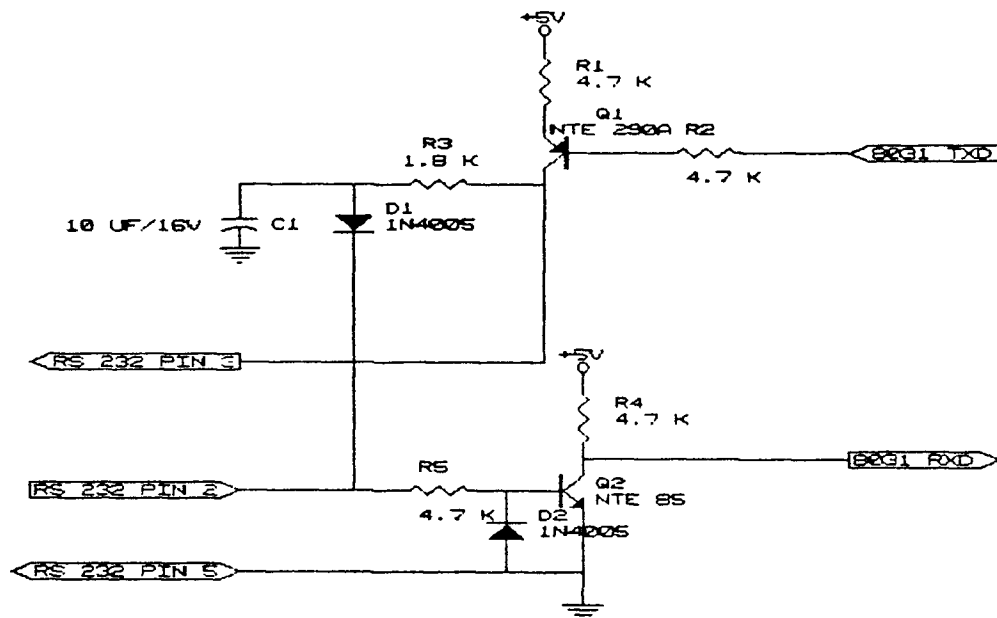 +5V
R1
4.7 K
Q1
NTE 290A R2
8031 TXD
4.7 K
R3
1.8 K
D1
1N4005
10 UF/16V C1
RS 232 PIN 3
+5V
R4
4.7 K
8031 RXD
RS 232 PIN 2
R5
4.7 K
Q2
NTE 85
D2
1N4005
RS 232 PIN 5